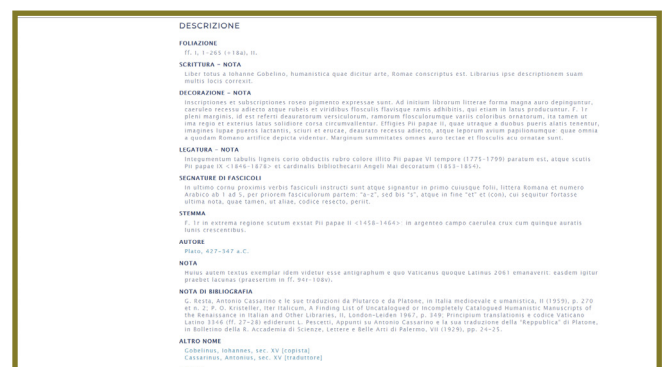 DESCRIZIONE
FOLIAZIONE
ff. I, 1-265 (+18a), II.
SCRITTURA - NOTA
Liber totus a Iohanne Gobelino, humanistica quae dicitur arte, Romae conscriptus est. Librarius ipse descriptionem suam
multis locis correxit.
DECORAZIONE - NOTA
Inscriptiones et subscriptiones roseo pigmento expressae sunt. Ad initium librorum litterae forma magna auro depinguntur,
caeruleo recessu adiecto atque rubeis et viridibus flosculis flavisque ramis adhibitis, qui etiam in latus producuntur. F. 1r
pleni marginis, id est referti deauratorum versiculorum, ramorum flosculorumque variis coloribus ornatorum, ita tamen ut
ima regio et exterius latus solidiore corsa circumvallentur. Effigies Pii papae II, quae utraque a duobus pueris alatis tenentur,
imagines lupae pueros lactantis, sciuri et erucae, deaurato recessu adiecto, atque leporum avium papilionumque: quae omnia
a quodam Romano artifice depicta videntur. Marginum summitates omnes auro tectae et flosculis acu ornatae sunt.
LEGATURA - NOTA
Integumentum tabulis ligneis corio obductis rubro colore illito Pii papae VI tempore (1775-1799) paratum est, atque scutis
Pii papae IX <1846-1878> et cardinalis bibliothecarii Angeli Mai decoratum (1853-1854).
SEGNATURE DI FASCICOLI
In ultimo cornu proximis verbis fasciculi instructi sunt atque signantur in primo cuiusque folii, littera Romana et numero
Arabico ab 1 ad 5, per priorem fasciculorum partem: "a-z", sed bis "s", atque in fine "et" et (con), cui sequitur fortasse
ultima nota, quae tamen, ut aliae, codice resecto, periit.
STEMMA
F. 1r in extrema regione scutum exstat Pii papae II <1458-1464>: in argenteo campo caerulea crux cum quinque auratis
lunis crescentibus.
AUTORE
Plato, 427-347 a.C.
NOTA
Huius autem textus exemplar idem videtur esse antigraphum e quo Vaticanus quoque Latinus 2061 emanaverit: easdem igitur
praebet lacunas (praesertim in ff. 94r-108v).
NOTA DI BIBLIOGRAFIA
G. Resta, Antonio Cassarino e le sue traduzioni da Plutarco e da Platone, in Italia medioevale e umanistica, II (1959), p. 270
et n. 2; P. O. Kristeller, Iter Italicum, A Finding List of Uncatalogued or Incompletely Catalogued Humanistic Manuscripts of
the Renaissance in Italian and Other Libraries, II, London-Leiden 1967, p. 349; Principium translationis e codice Vaticano
Latino 3346 (ff. 27-28) ediderunt L. Pescetti, Appunti su Antonio Cassarino e la sua traduzione della "Reppublica" di Platone,
in Bolletino della R. Accademia di Scienze, Lettere e Belle Arti di Palermo, VII (1929), pp. 24-25.
ALTRO NOME
Gobelinus, Iohannes, sec. XV [copista]
Cassarinus, Antonius, sec. XV [traduttore]